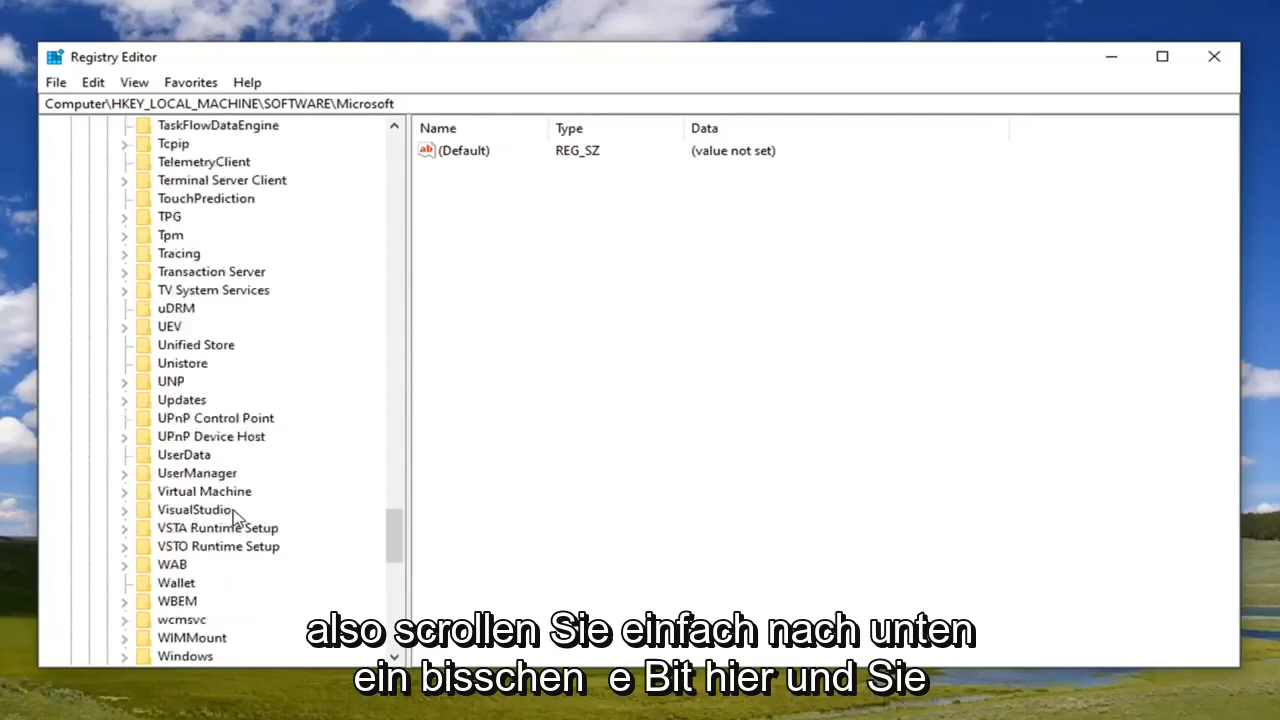 Registry Editor
File Edit View Favorites Help
Computer\HKEY_LOCAL_MACHINE\SOFTWARE\Microsoft
TaskFlowDataEngine
Tcpip
TelemetryClient
Terminal Server Client
TouchPrediction
TPG
Tpm
Tracing
Transaction Server
TV System Services
uDRM
UEV
Unified Store
Unistore
UNP
Updates
UPnP Control Point
UPnP Device Host
UserData
UserManager
Virtual Machine
VisualStudio
VSTA Runtime Setup
VSTO Runtime Setup
WAB
Wallet
WBEM
wcmsvc
WIMMount
Windows
Name Type Data
ab (Default) REG_SZ (value not set)
also scrollen Sie einfach nach unten
ein bisschen e Bit hier und Sie